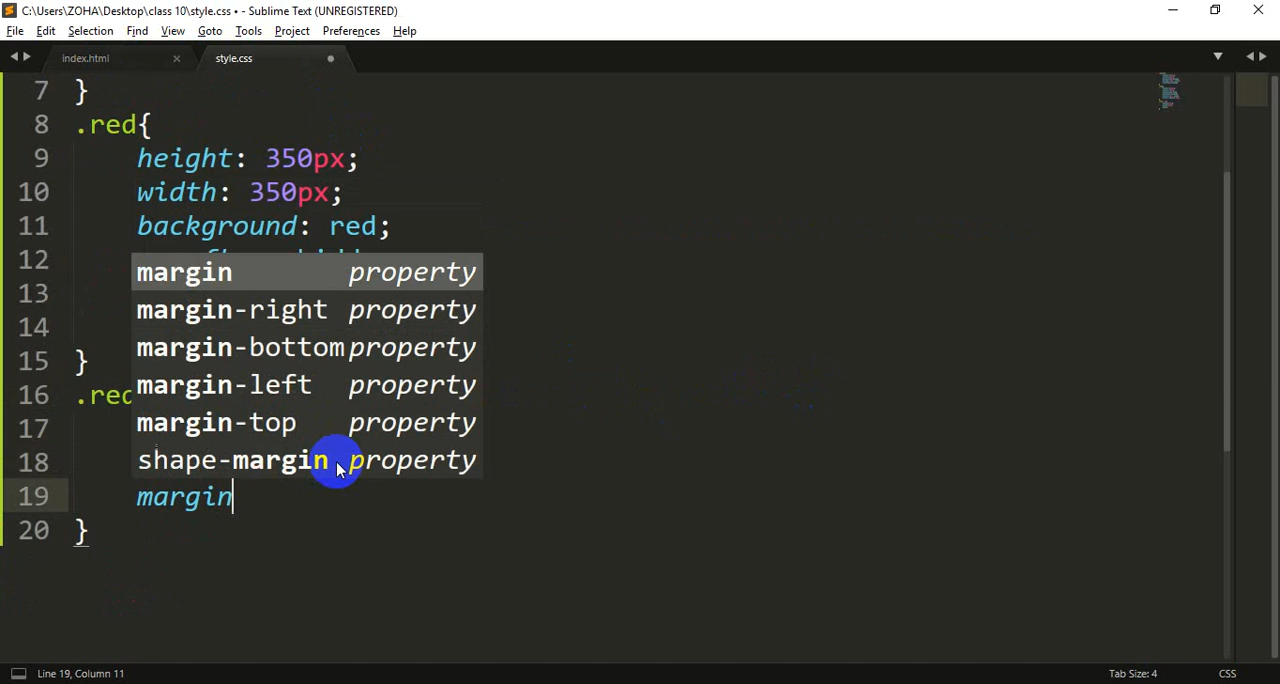 C:\Users\ZOHA\Desktop\class 10\style.css • - Sublime Text (UNREGISTERED)
File Edit Selection Find View Goto Tools Project Preferences Help
index.html style.css
7 }
8 .red{
9 height: 350px;
10 width: 350px;
11 background: red;
12
margin property
13 margin-right property
14 margin-bottom property
15 } margin-left property
16 .red margin-top property
17
18 shape-margin property
19 margin
20 }
Line 19, Column 11 Tab Size: 4 CSS